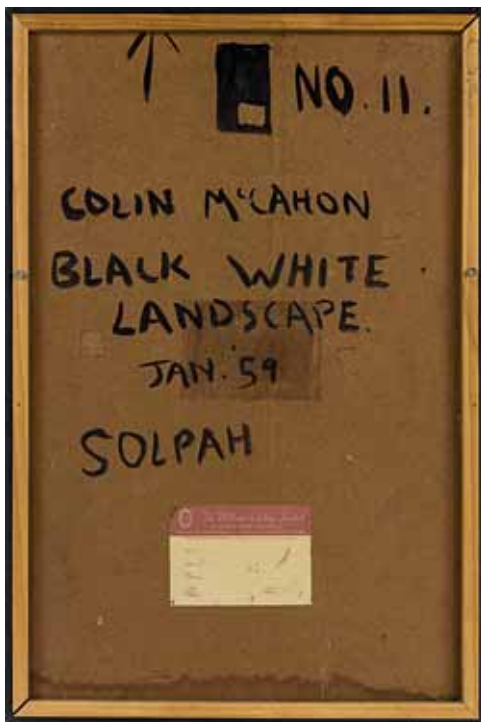 NO. 11.
COLIN McCAHON
BLACK WHITE
LANDSCAPE.
JAN. 59
SOLPAH